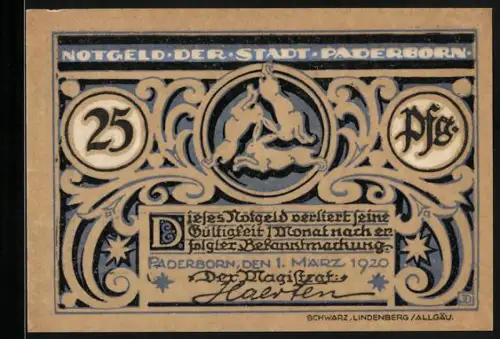 NOTGELD·DER·STADT·PADERBORN·
25 Pfg.
Dieses Notgeld verliert seine
Gültigkeit 1 Monat nach er⸗
folgter Bekanntmachung.
PADERBORN, DEN 1. MÄRZ 1920
Der Magistrat:
Haerten
SCHWARZ, LINDENBERG/ALLGÄU.